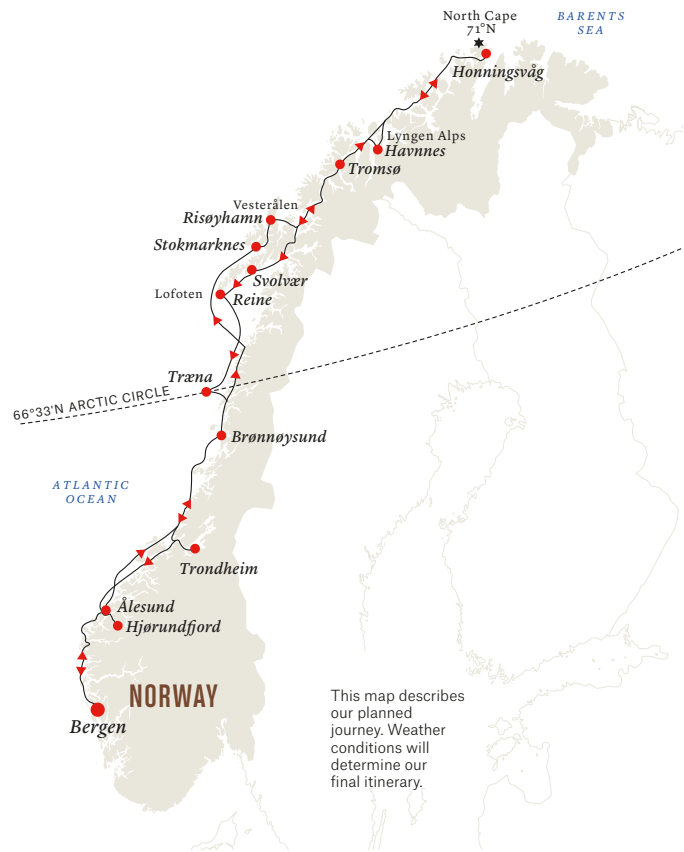 North Cape
71°N
BARENTS
SEA
Honningsvåg
Lyngen Alps
Havnnes
Tromsø
Vesterålen
Risøyhamn
Stokmarknes
Svolvær
Lofoten
Reine
Træna
66°33'N ARCTIC CIRCLE
Brønnøysund
ATLANTIC
OCEAN
Trondheim
Ålesund
Hjørundfjord
NORWAY
Bergen
This map describes
our planned
journey. Weather
conditions will
determine our
final itinerary.